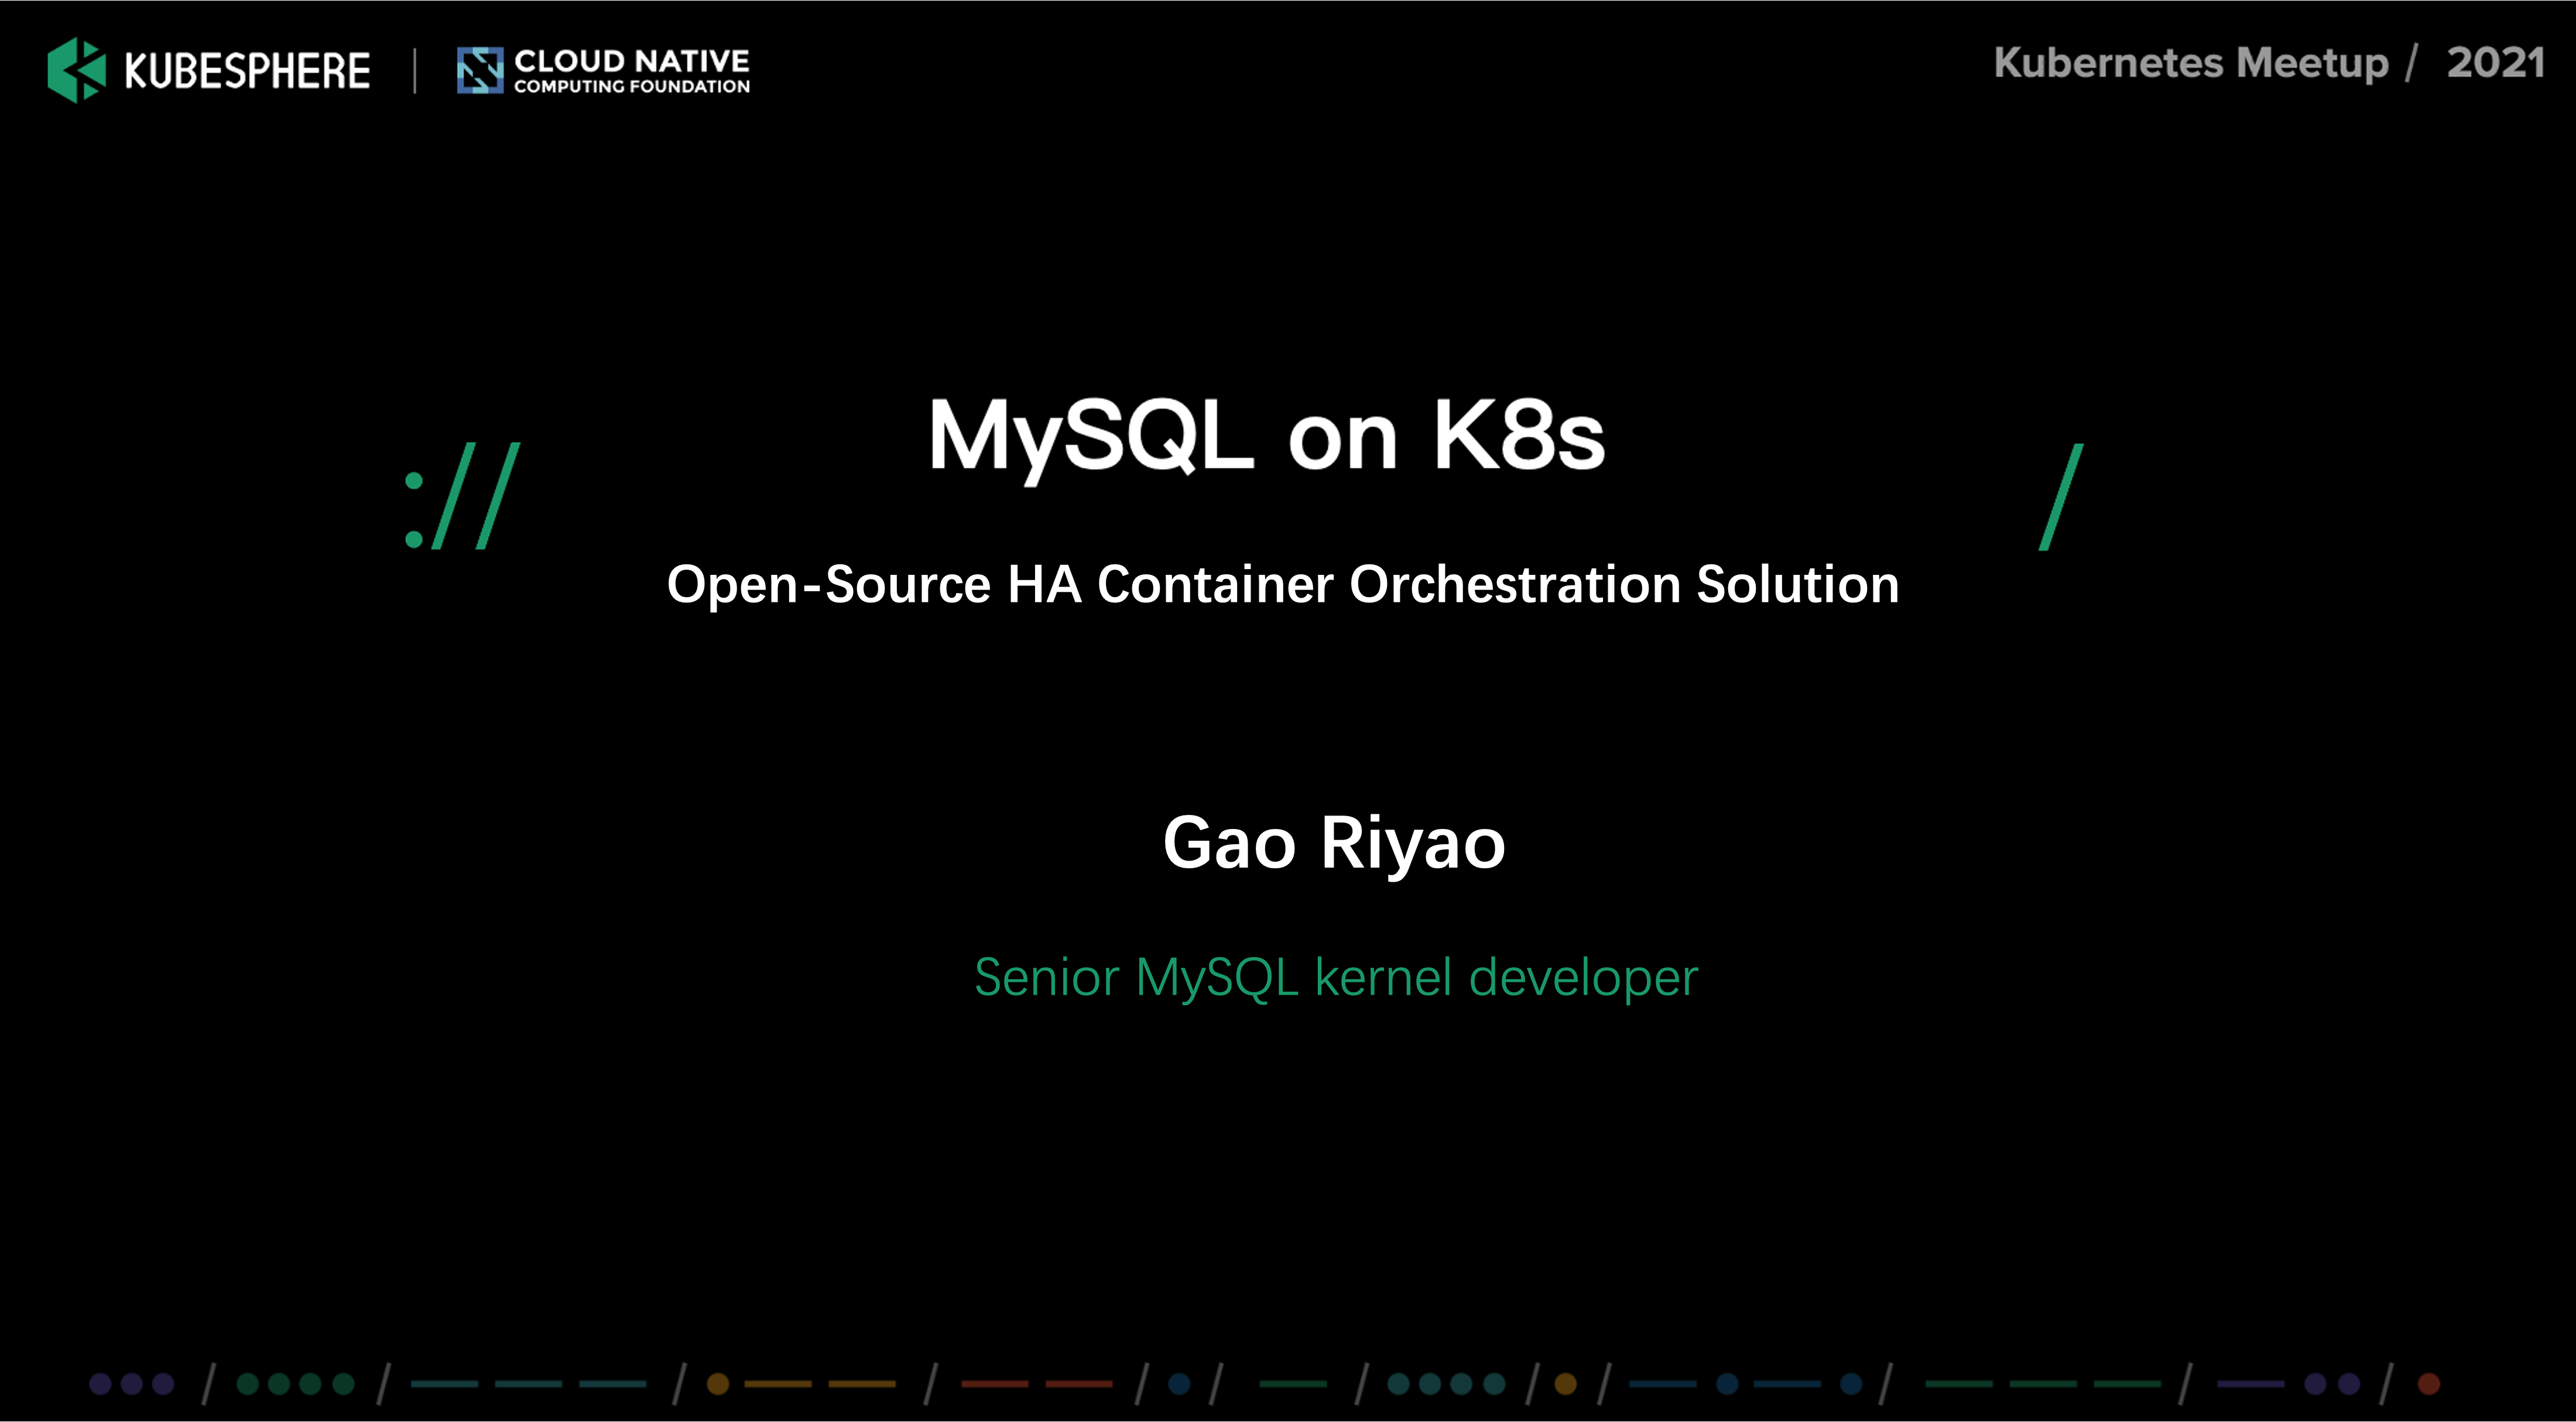 KUBESPHERE
CLOUD NATIVE
COMPUTING FOUNDATION
Kubernetes Meetup / 2021
MySQL on K8s
:// /
Open-Source HA Container Orchestration Solution
Gao Riyao
Senior MySQL kernel developer